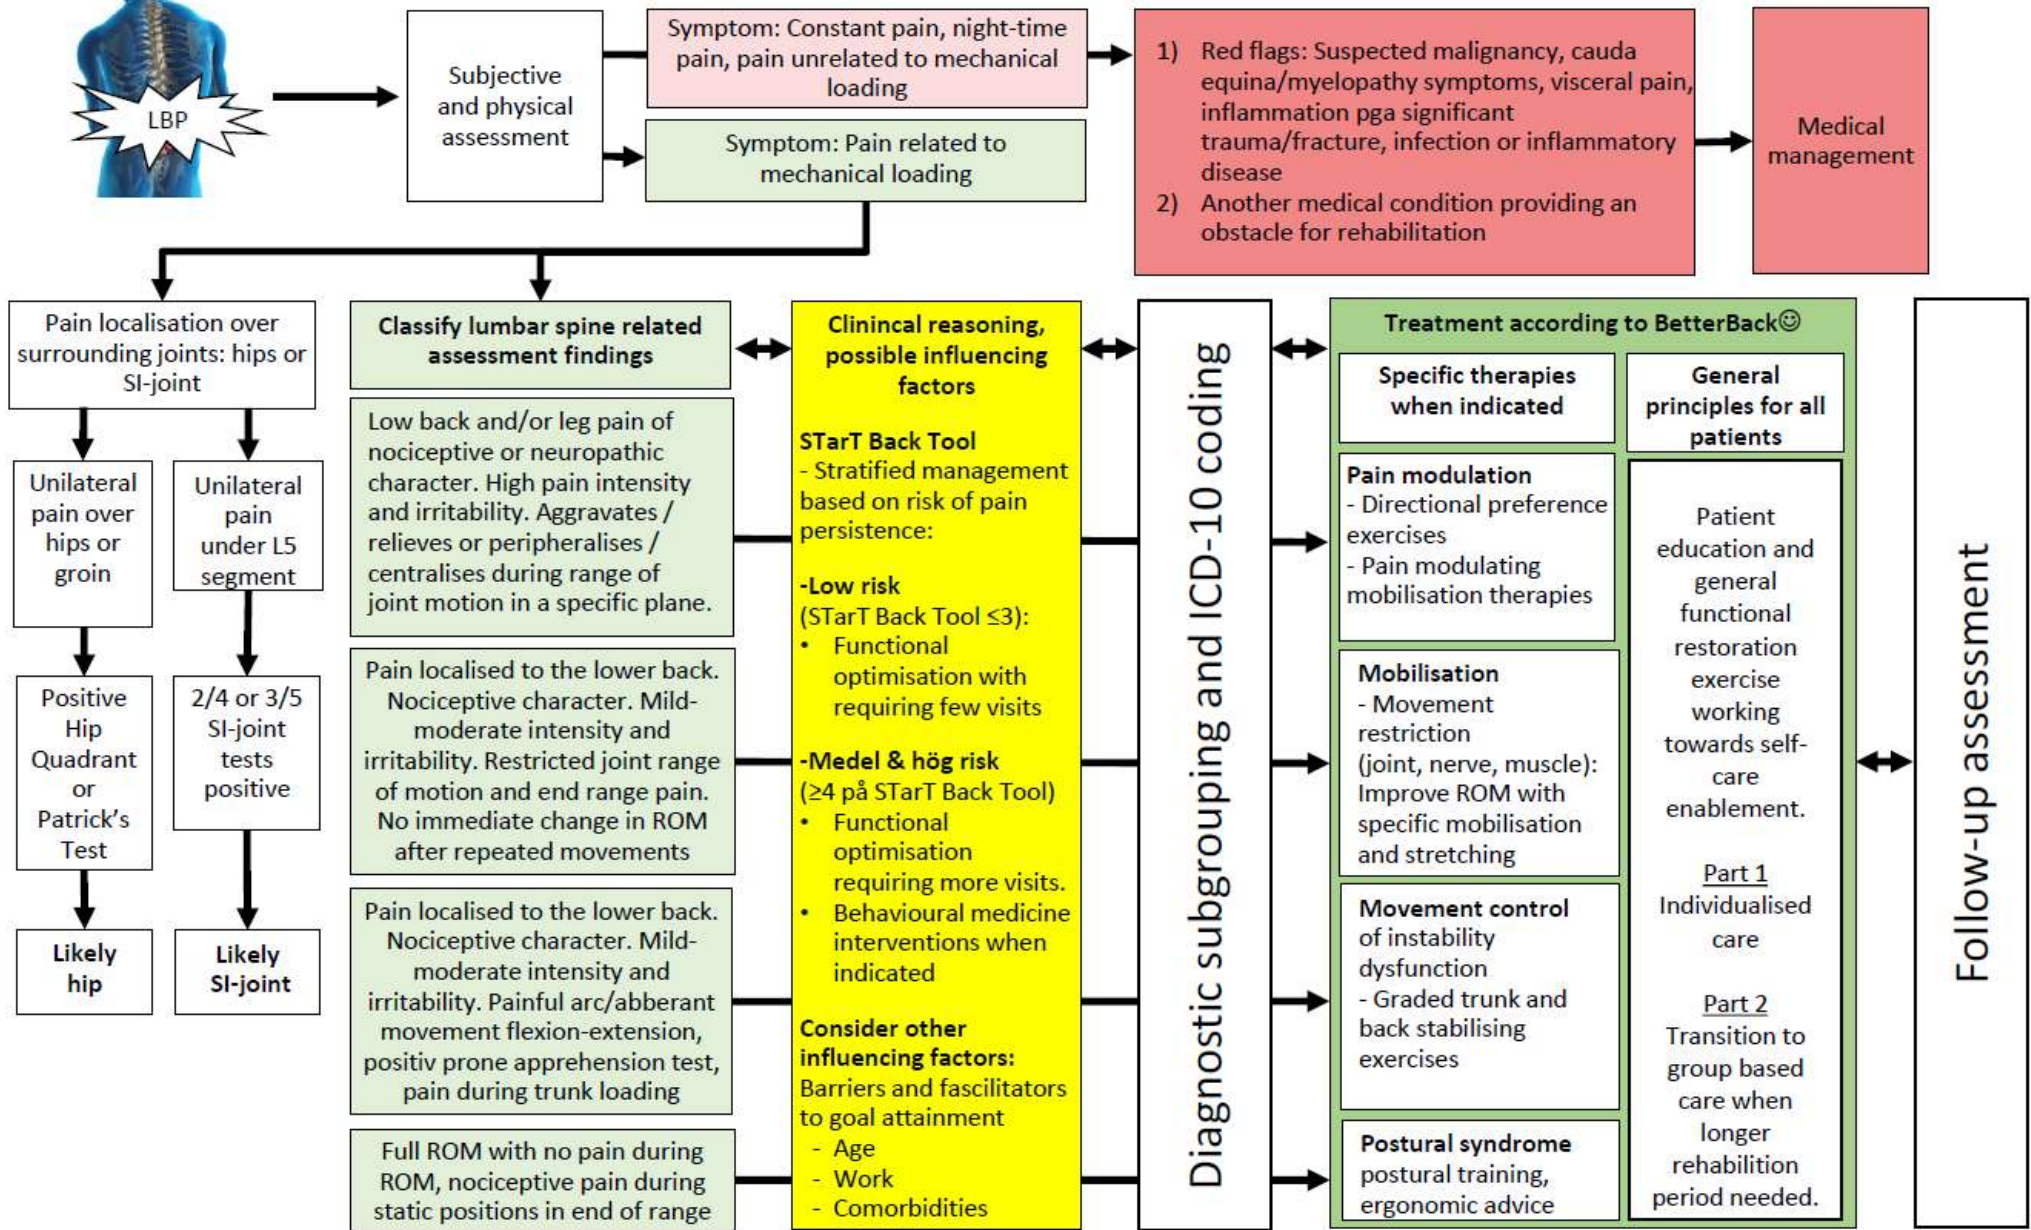 LBP
Subjective
and physical
assessment
Symptom: Constant pain, night-time
pain, pain unrelated to mechanical
loading
Symptom: Pain related to
mechanical loading
1) Red flags: Suspected malignancy, cauda
equina/myelopathy symptoms, visceral pain,
inflammation pga significant
trauma/fracture, infection or inflammatory
disease
2) Another medical condition providing an
obstacle for rehabilitation
Medical
management
Pain localisation over
surrounding joints: hips or
SI-joint
Unilateral
pain over
hips or
groin
Positive
Hip
Quadrant
or
Patrick's
Test
Likely
hip
Unilateral
pain
under L5
segment
2/4 or 3/5
SI-joint
tests
positive
Likely
SI-joint
Classify lumbar spine related
assessment findings
Low back and/or leg pain of
nociceptive or neuropathic
character. High pain intensity
and irritability. Aggravates /
relieves or peripheralises /
centralises during range of
joint motion in a specific plane.
Pain localised to the lower back.
Nociceptive character. Mild-
moderate intensity and
irritability. Restricted joint range
of motion and end range pain.
No immediate change in ROM
after repeated movements
Pain localised to the lower back.
Nociceptive character. Mild-
moderate intensity and
irritability. Painful arc/abberant
movement flexion-extension,
positiv prone apprehension test,
pain during trunk loading
Full ROM with no pain during
ROM, nociceptive pain during
static positions in end of range
Clinincal reasoning,
possible influencing
factors
STarT Back Tool
- Stratified management
based on risk of pain
persistence:
-Low risk
(STarT Back Tool ≤3):
• Functional
optimisation with
requiring few visits
-Medel & hög risk
(≥4 på STarT Back Tool)
• Functional
optimisation
requiring more visits.
• Behavioural medicine
interventions when
indicated
Consider other
influencing factors:
Barriers and fascilitators
to goal attainment
- Age
- Work
- Comorbidities
Diagnostic subgrouping and ICD-10 coding
Treatment according to BetterBack☺
Specific therapies
when indicated
Pain modulation
- Directional preference
exercises
- Pain modulating
mobilisation therapies
Mobilisation
- Movement
restriction
(joint, nerve, muscle):
Improve ROM with
specific mobilisation
and stretching
Movement control
of instability
dysfunction
- Graded trunk and
back stabilising
exercises
Postural syndrome
postural training,
ergonomic advice
General
principles for all
patients
Patient
education and
general
functional
restoration
exercise
working
towards self-
care
enablement.
Part 1
Individualised
care
Part 2
Transition to
group based
care when
longer
rehabilition
period needed.
Follow-up assessment